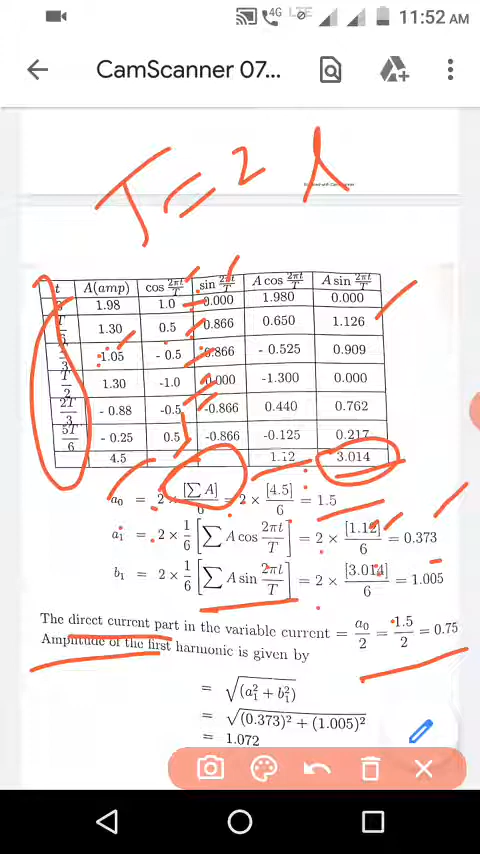 4G LTE 11:52 AM
CamScanner 07...
T = 2 λ
t A(amp) cos 2πt/T sin 2πt/T A cos 2πt/T A sin 2πt/T
1.98 1.0 0.000 1.980 0.000
T/6 1.30 0.5 0.866 0.650 1.126
1.05 - 0.5 0.866 - 0.525 0.909
T/2 1.30 -1.0 0.000 -1.300 0.000
2T/3 - 0.88 -0.5 -0.866 0.440 0.762
5T/6 - 0.25 0.5 -0.866 -0.125 0.217
4.5 1.12 3.014
a₀ = 2 × [∑ A]/6 = 2 × [4.5]/6 = 1.5
a₁ = 2 × 1/6 [∑ A cos 2πt/T] = 2 × [1.12]/6 = 0.373
b₁ = 2 × 1/6 [∑ A sin 2πt/T] = 2 × [3.014]/6 = 1.005
The direct current part in the variable current = a₀/2 = 1.5/2 = 0.75
Amplitude of the first harmonic is given by
= √(a₁² + b₁²)
= √(0.373)² + (1.005)²
= 1.072